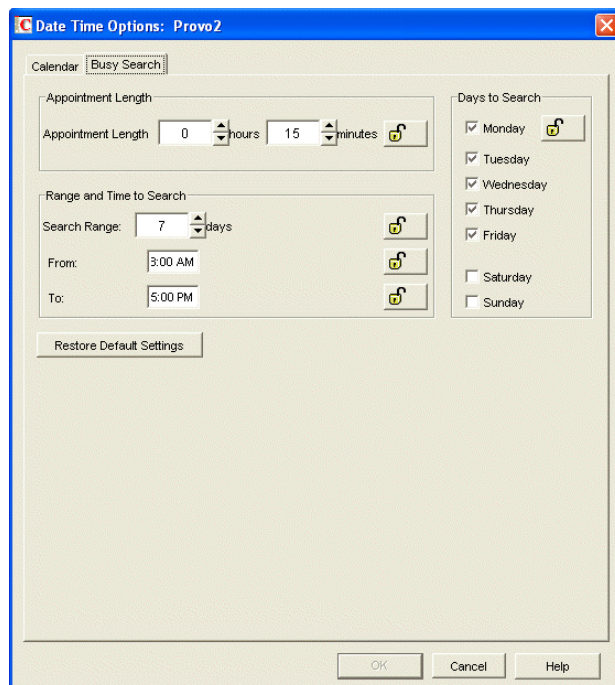 Date Time Options: Provo2
Calendar
Busy Search
Appointment Length
Appointment Length 0 hours 15 minutes
Range and Time to Search
Search Range: 7 days
From: 8:00 AM
To: 5:00 PM
Days to Search
Monday
Tuesday
Wednesday
Thursday
Friday
Saturday
Sunday
Restore Default Settings
OK Cancel Help